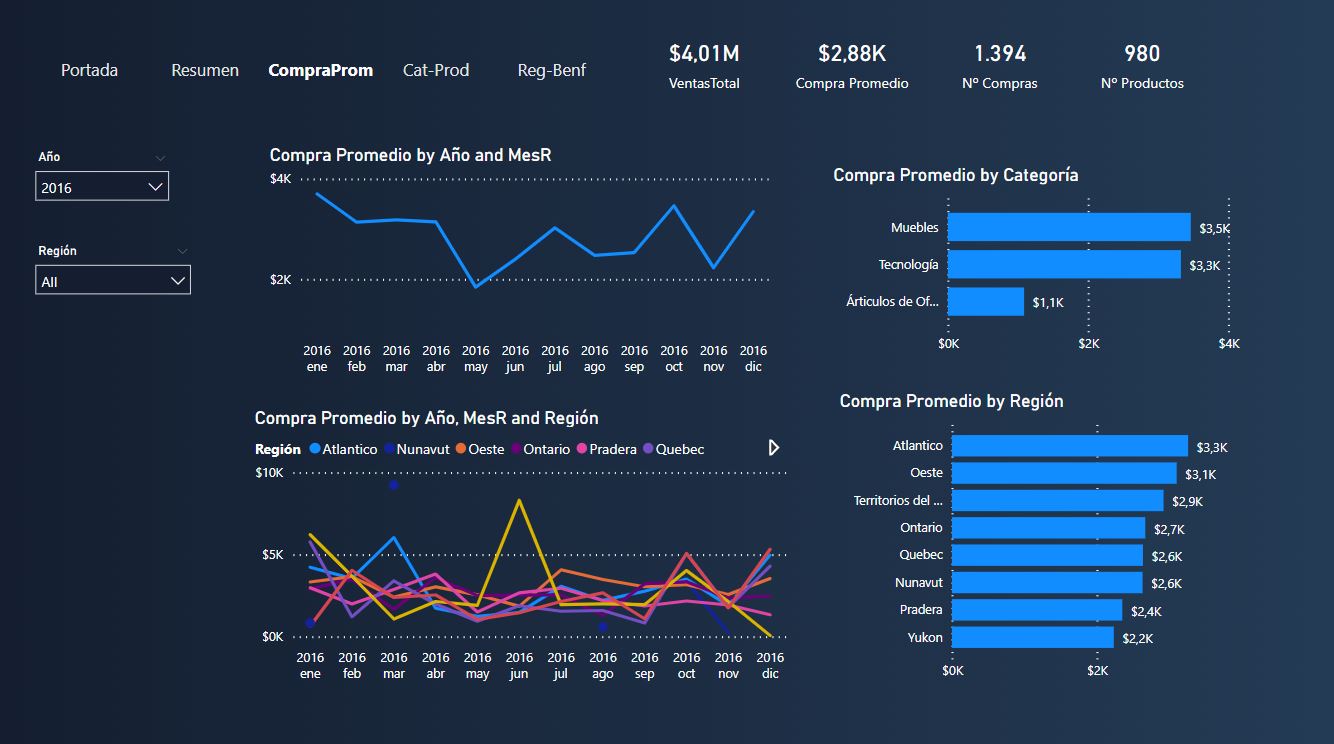 Portada Resumen CompraProm Cat-Prod Reg-Benf
$4,01M
VentasTotal
$2,88K
Compra Promedio
1.394
Nº Compras
980
Nº Productos
Año
2016
Región
All
Compra Promedio by Año and MesR
$4K
$2K
2016 2016 2016 2016 2016 2016 2016 2016 2016 2016 2016 2016
ene feb mar abr may jun jul ago sep oct nov dic
Compra Promedio by Año, MesR and Región
Región Atlantico Nunavut Oeste Ontario Pradera Quebec
$10K
$5K
$0K
2016 2016 2016 2016 2016 2016 2016 2016 2016 2016 2016 2016
ene feb mar abr may jun jul ago sep oct nov dic
Compra Promedio by Categoría
Muebles $3,5K
Tecnología $3,3K
Árticulos de Of... $1,1K
$0K $2K $4K
Compra Promedio by Región
Atlantico $3,3K
Oeste $3,1K
Territorios del ... $2,9K
Ontario $2,7K
Quebec $2,6K
Nunavut $2,6K
Pradera $2,4K
Yukon $2,2K
$0K $2K